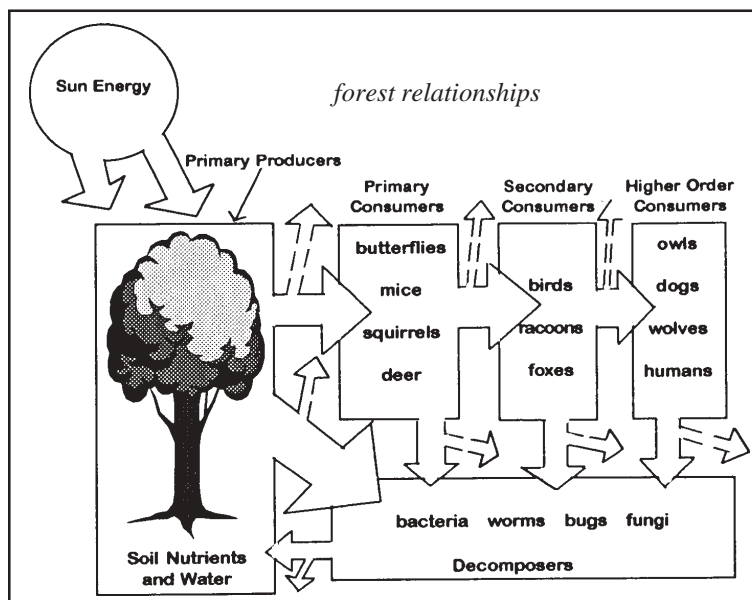 Sun Energy
forest relationships
Primary Producers
Primary
Consumers
Secondary
Consumers
Higher Order
Consumers
butterflies
mice
squirrels
deer
birds
racoons
foxes
owls
dogs
wolves
humans
bacteria worms bugs fungi
Decomposers
Soil Nutrients
and Water